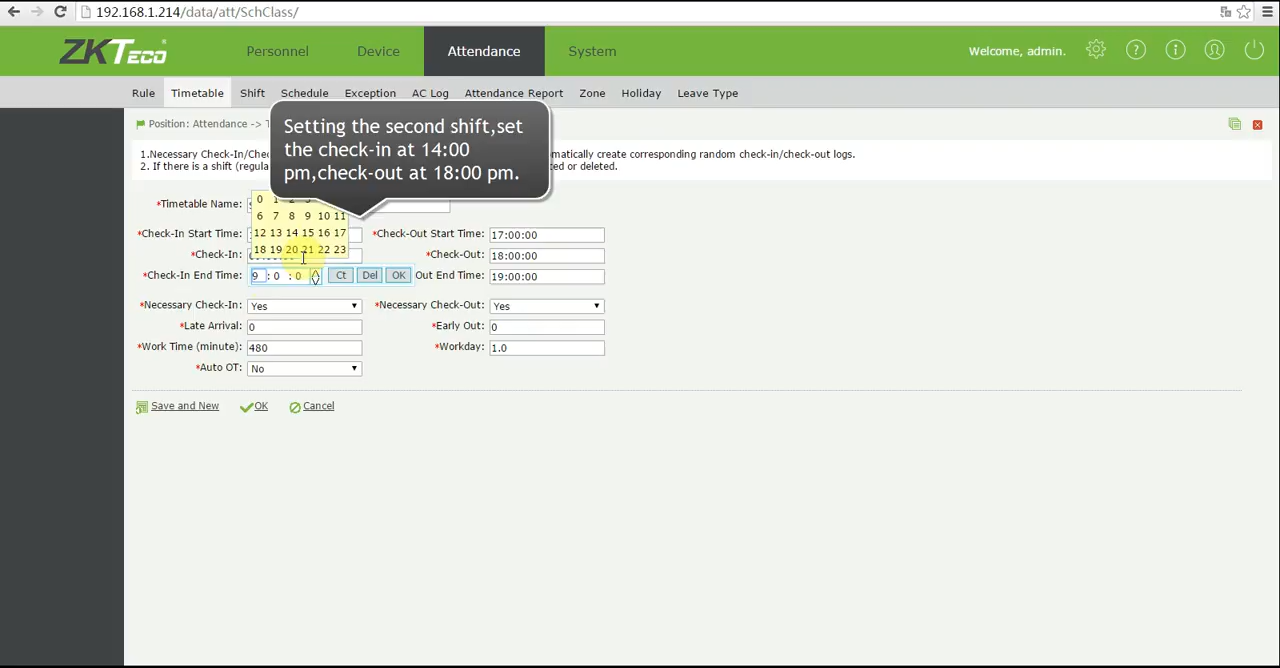 192.168.1.214/data/att/SchClass/
ZKTeco
Personnel Device Attendance System
Welcome, admin.
Rule Timetable Shift Schedule Exception AC Log Attendance Report Zone Holiday Leave Type
Position: Attendance ->
Setting the second shift,set
the check-in at 14:00
pm,check-out at 18:00 pm.
1.Necessary omatically create corresponding random check-in/check-out logs.
2. If there is a shift or deleted.
*Timetable Name:
0 1 2 3
6 7 8 9 10 11
12 13 14 15 16 17
18 19 20 21 22 23
*Check-In Start Time: *Check-Out Start Time: 17:00:00
*Check-In: *Check-Out: 18:00:00
*Check-In End Time: 9 : 0 : 0 Ct Del OK Out End Time: 19:00:00
*Necessary Check-In: Yes *Necessary Check-Out: Yes
*Late Arrival: 0 *Early Out: 0
*Work Time (minute): 480 *Workday: 1.0
*Auto OT: No
Save and New OK Cancel